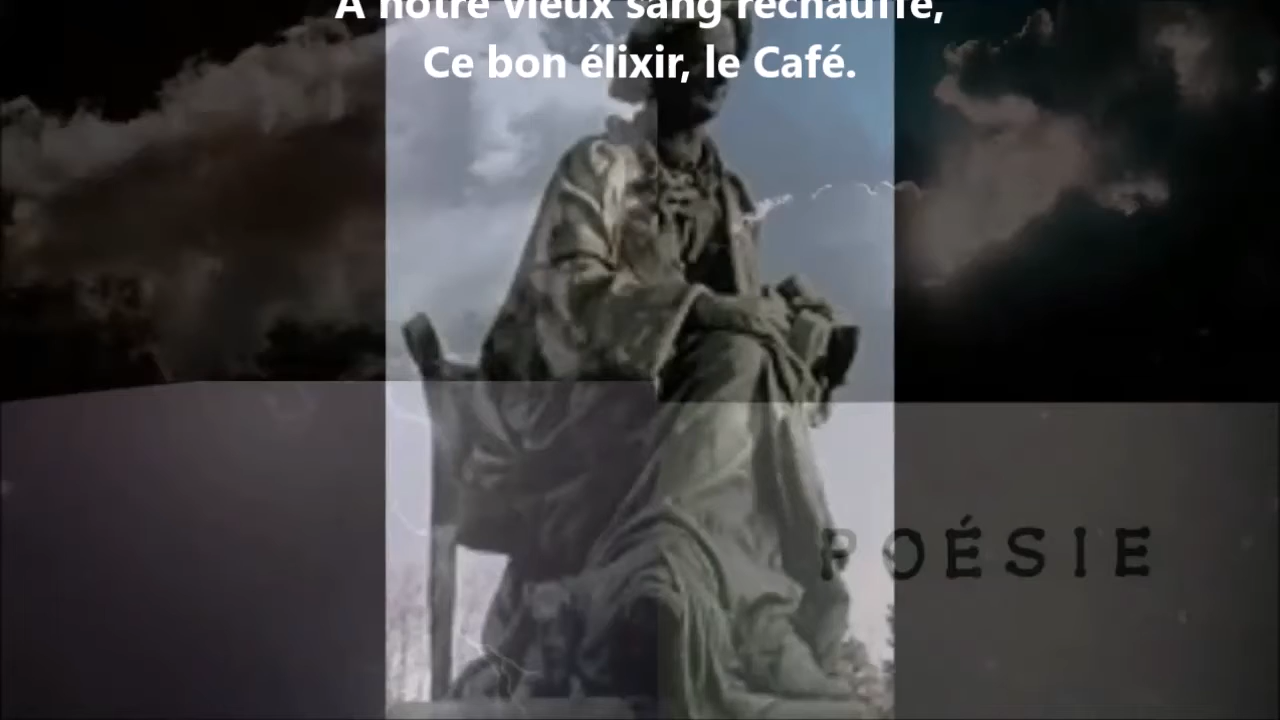 A notre vieux sang réchauffé,
Ce bon élixir, le Café.
POÉSIE